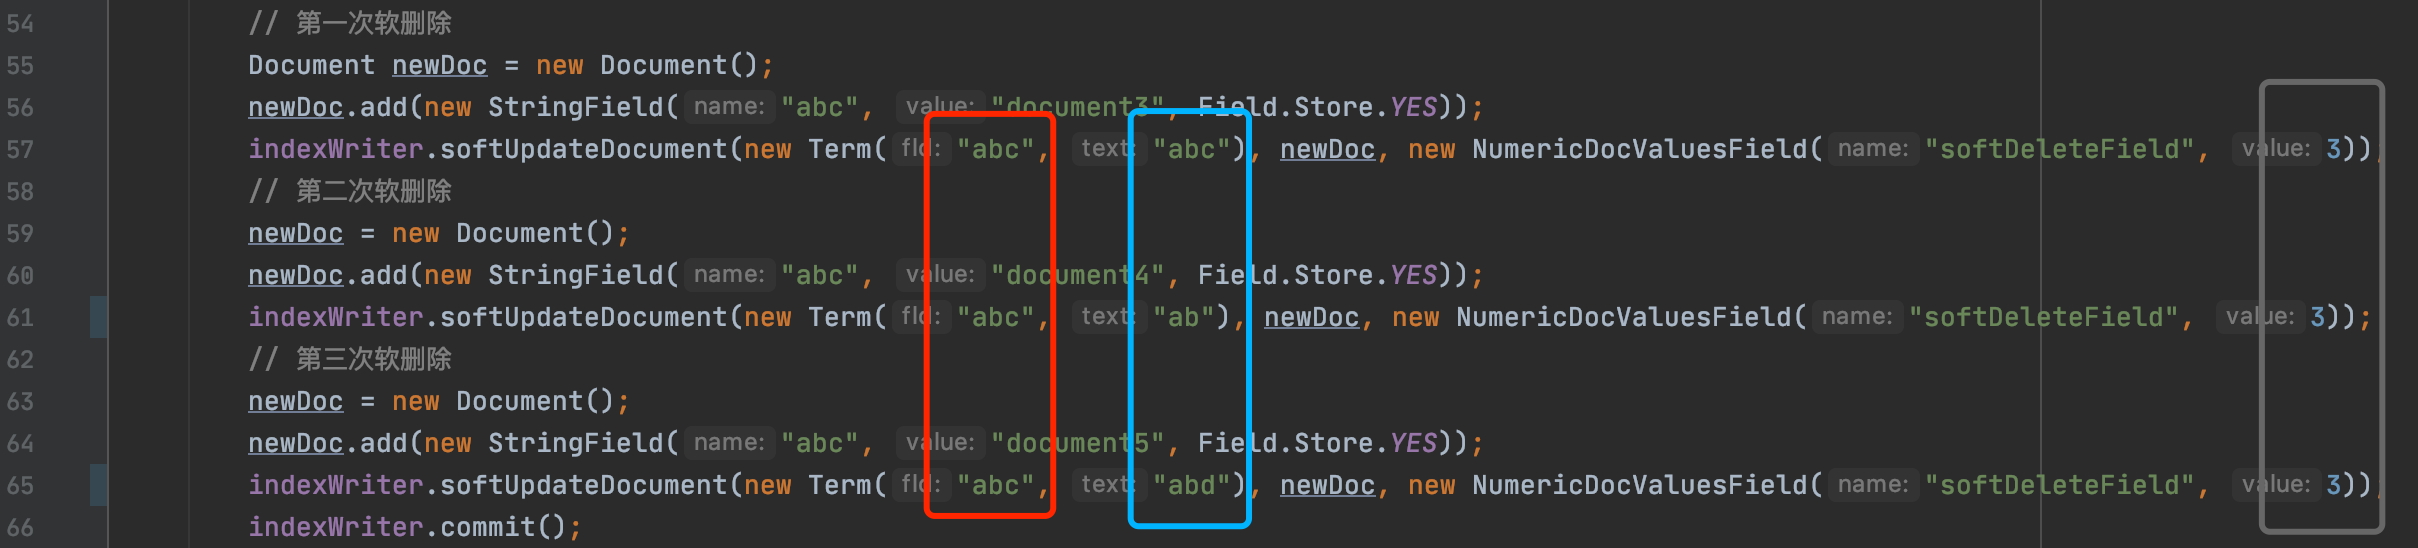 54 // 第一次软删除
55 Document newDoc = new Document();
56 newDoc.add(new StringField( name: "abc", value: "document3", Field.Store.YES));
57 indexWriter.softUpdateDocument(new Term( fld: "abc", text: "abc"), newDoc, new NumericDocValuesField( name: "softDeleteField", value: 3));
58 // 第二次软删除
59 newDoc = new Document();
60 newDoc.add(new StringField( name: "abc", value: "document4", Field.Store.YES));
61 indexWriter.softUpdateDocument(new Term( fld: "abc", text: "ab"), newDoc, new NumericDocValuesField( name: "softDeleteField", value: 3));
62 // 第三次软删除
63 newDoc = new Document();
64 newDoc.add(new StringField( name: "abc", value: "document5", Field.Store.YES));
65 indexWriter.softUpdateDocument(new Term( fld: "abc", text: "abd"), newDoc, new NumericDocValuesField( name: "softDeleteField", value: 3));
66 indexWriter.commit();